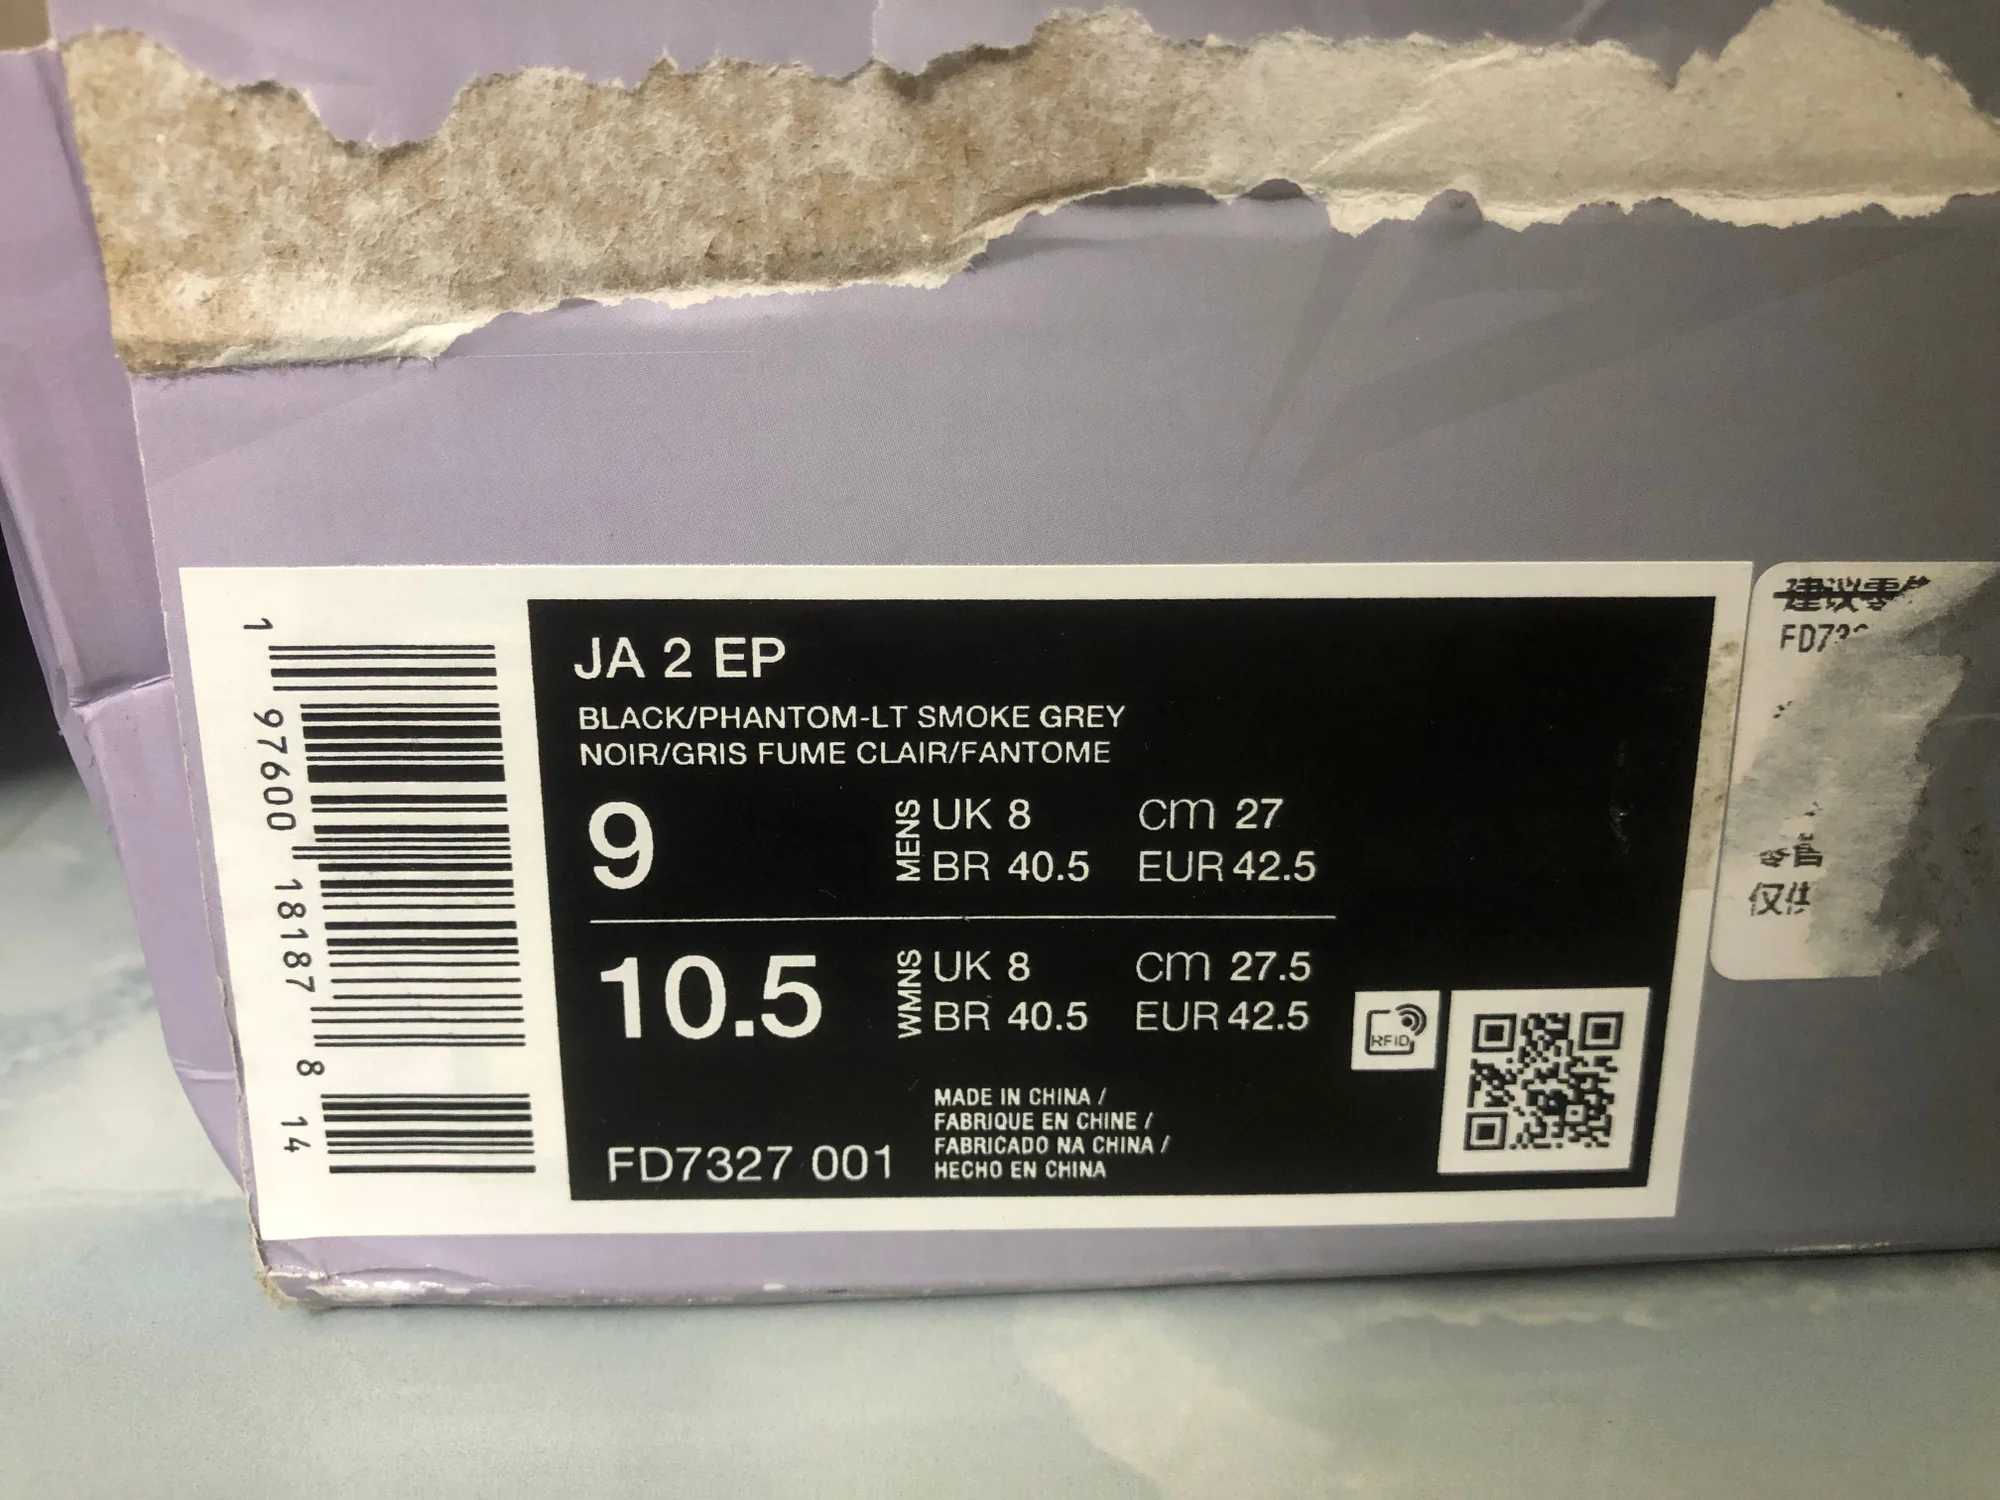 JA 2 EP
BLACK/PHANTOM-LT SMOKE GREY
NOIR/GRIS FUME CLAIR/FANTOME
9
MENS
UK 8 cm 27
BR 40.5 EUR 42.5
10.5
WMNS
UK 8 cm 27.5
BR 40.5 EUR 42.5
MADE IN CHINA /
FABRIQUE EN CHINE /
FABRICADO NA CHINA /
HECHO EN CHINA
FD7327 001
RFID
1 97600 18187 8 14
建议零
FD73
零售
仅供